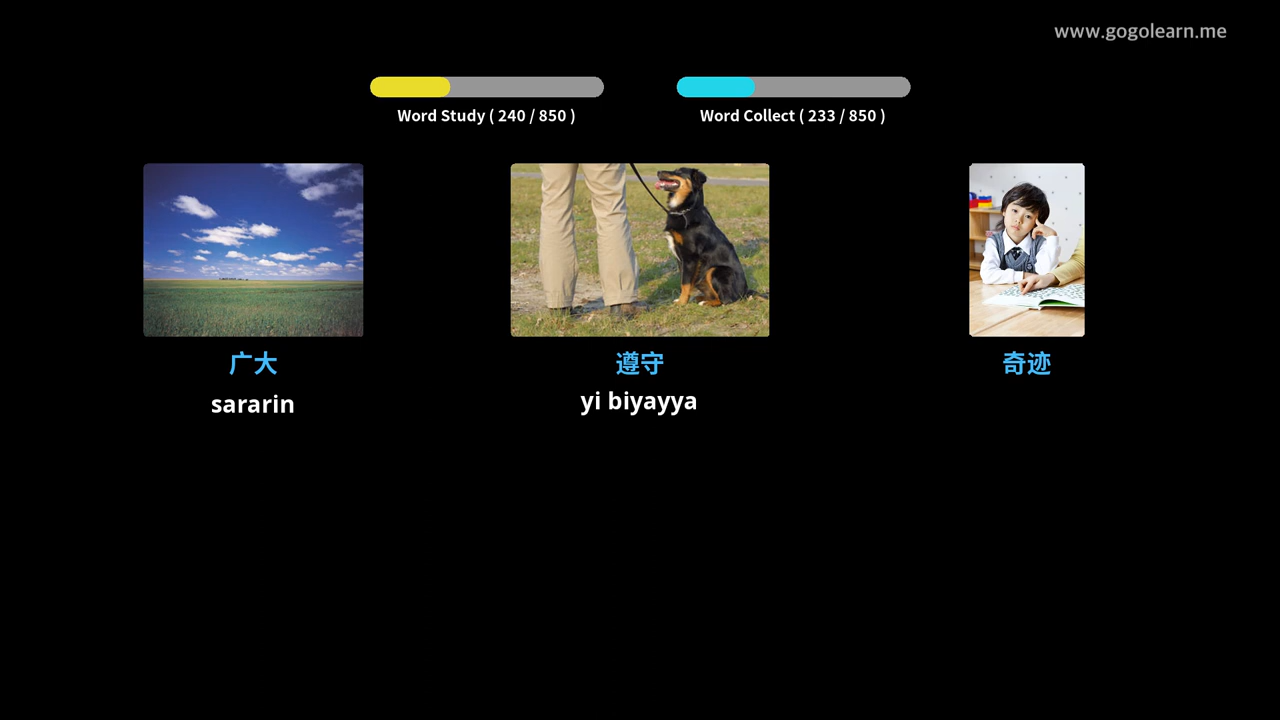 www.gogolearn.me
Word Study ( 240 / 850 )
Word Collect ( 233 / 850 )
广大
遵守
奇迹
sararin
yi biyayya